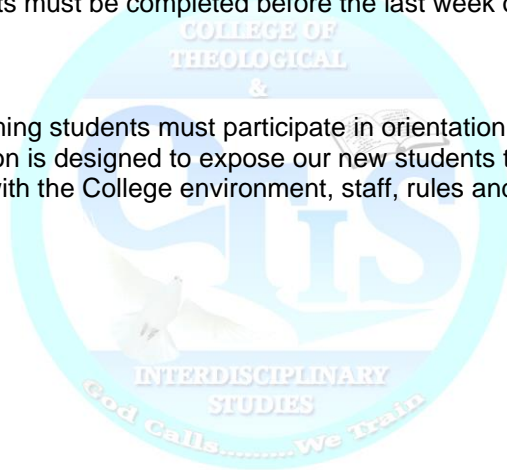 ts must be completed before the last week o
COLLEGE OF
THEOLOGICAL
&
ning students must participate in orientation
on is designed to expose our new students t
with the College environment, staff, rules and
CTIS
INTERDISCIPLINARY
STUDIES
God Calls.........We Train